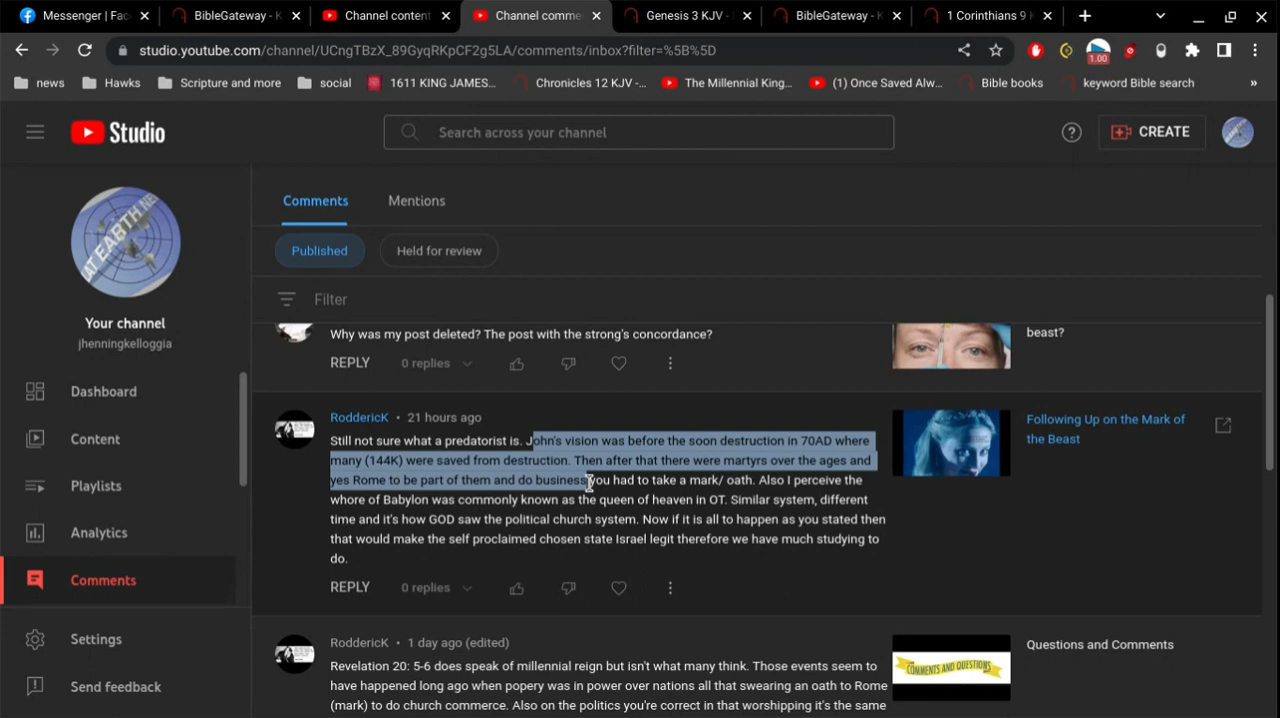 Messenger | Fac
BibleGateway - K
Channel content
Channel comme
Genesis 3 KJV -
BibleGateway - K
1 Corinthians 9 K
studio.youtube.com/channel/UCngTBzX_89GyqRKpCF2g5LA/comments/inbox?filter=%5B%5D
1.00
news
Hawks
Scripture and more
social
1611 KING JAMES...
Chronicles 12 KJV -...
The Millennial King...
(1) Once Saved Alw...
Bible books
keyword Bible search
»
Studio
Search across your channel
CREATE
AT EARTH NE
Your channel
jhenningkelloggia
Dashboard
Content
Playlists
Analytics
Comments
Settings
Send feedback
Comments
Mentions
Published
Held for review
Filter
Why was my post deleted? The post with the strong's concordance?
beast?
REPLY
0 replies
RoddericK • 21 hours ago
Still not sure what a predatorist is. John's vision was before the soon destruction in 70AD where
many (144K) were saved from destruction. Then after that there were martyrs over the ages and
yes Rome to be part of them and do business you had to take a mark/ oath. Also I perceive the
whore of Babylon was commonly known as the queen of heaven in OT. Similar system, different
time and it's how GOD saw the political church system. Now if it is all to happen as you stated then
that would make the self proclaimed chosen state Israel legit therefore we have much studying to
do.
Following Up on the Mark of
the Beast
REPLY
0 replies
RoddericK • 1 day ago (edited)
Revelation 20: 5-6 does speak of millennial reign but isn't what many think. Those events seem to
have happened long ago when popery was in power over nations all that swearing an oath to Rome
(mark) to do church commerce. Also on the politics you're correct in that worshipping it's the same
COMMENTS AND QUESTIONS
Questions and Comments